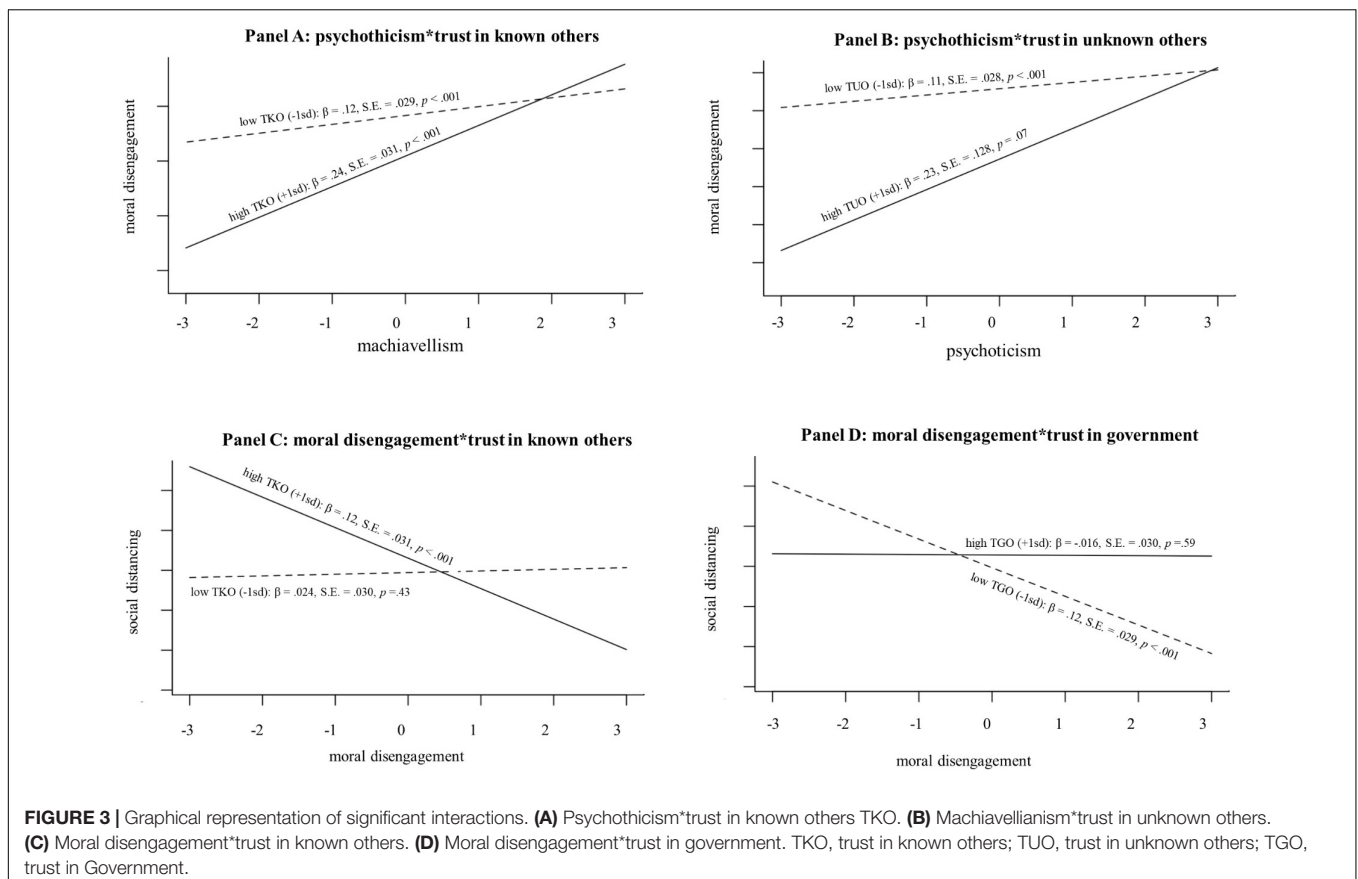 Panel A: psychothicism*trust in known others
moral disengagement
low TKO (-1sd): β = .12, S.E. = .029, p < .001
high TKO (+1sd): β = .24, S.E. = .031, p < .001
-3 -2 -1 0 1 2 3
machiavellism
Panel B: psychothicism*trust in unknown others
moral disengagement
low TUO (-1sd): β = .11, S.E. = .028, p < .001
high TUO (+1sd): β = .23, S.E. = .128, p = .07
-3 -2 -1 0 1 2 3
psychoticism
Panel C: moral disengagement*trust in known others
social distancing
high TKO (+1sd): β = .12, S.E. = .031, p < .001
low TKO (-1sd): β = .024, S.E. = .030, p =.43
-3 -2 -1 0 1 2 3
moral disengagement
Panel D: moral disengagement*trust in government
social distancing
high TGO (+1sd): β = -.016, S.E. = .030, p =.59
low TGO (-1sd): β = .12, S.E. = .029, p < .001
-3 -2 -1 0 1 2 3
moral disengagement
FIGURE 3 | Graphical representation of significant interactions. (A) Psychothicism*trust in known others TKO. (B) Machiavellianism*trust in unknown others.
(C) Moral disengagement*trust in known others. (D) Moral disengagement*trust in government. TKO, trust in known others; TUO, trust in unknown others; TGO,
trust in Government.